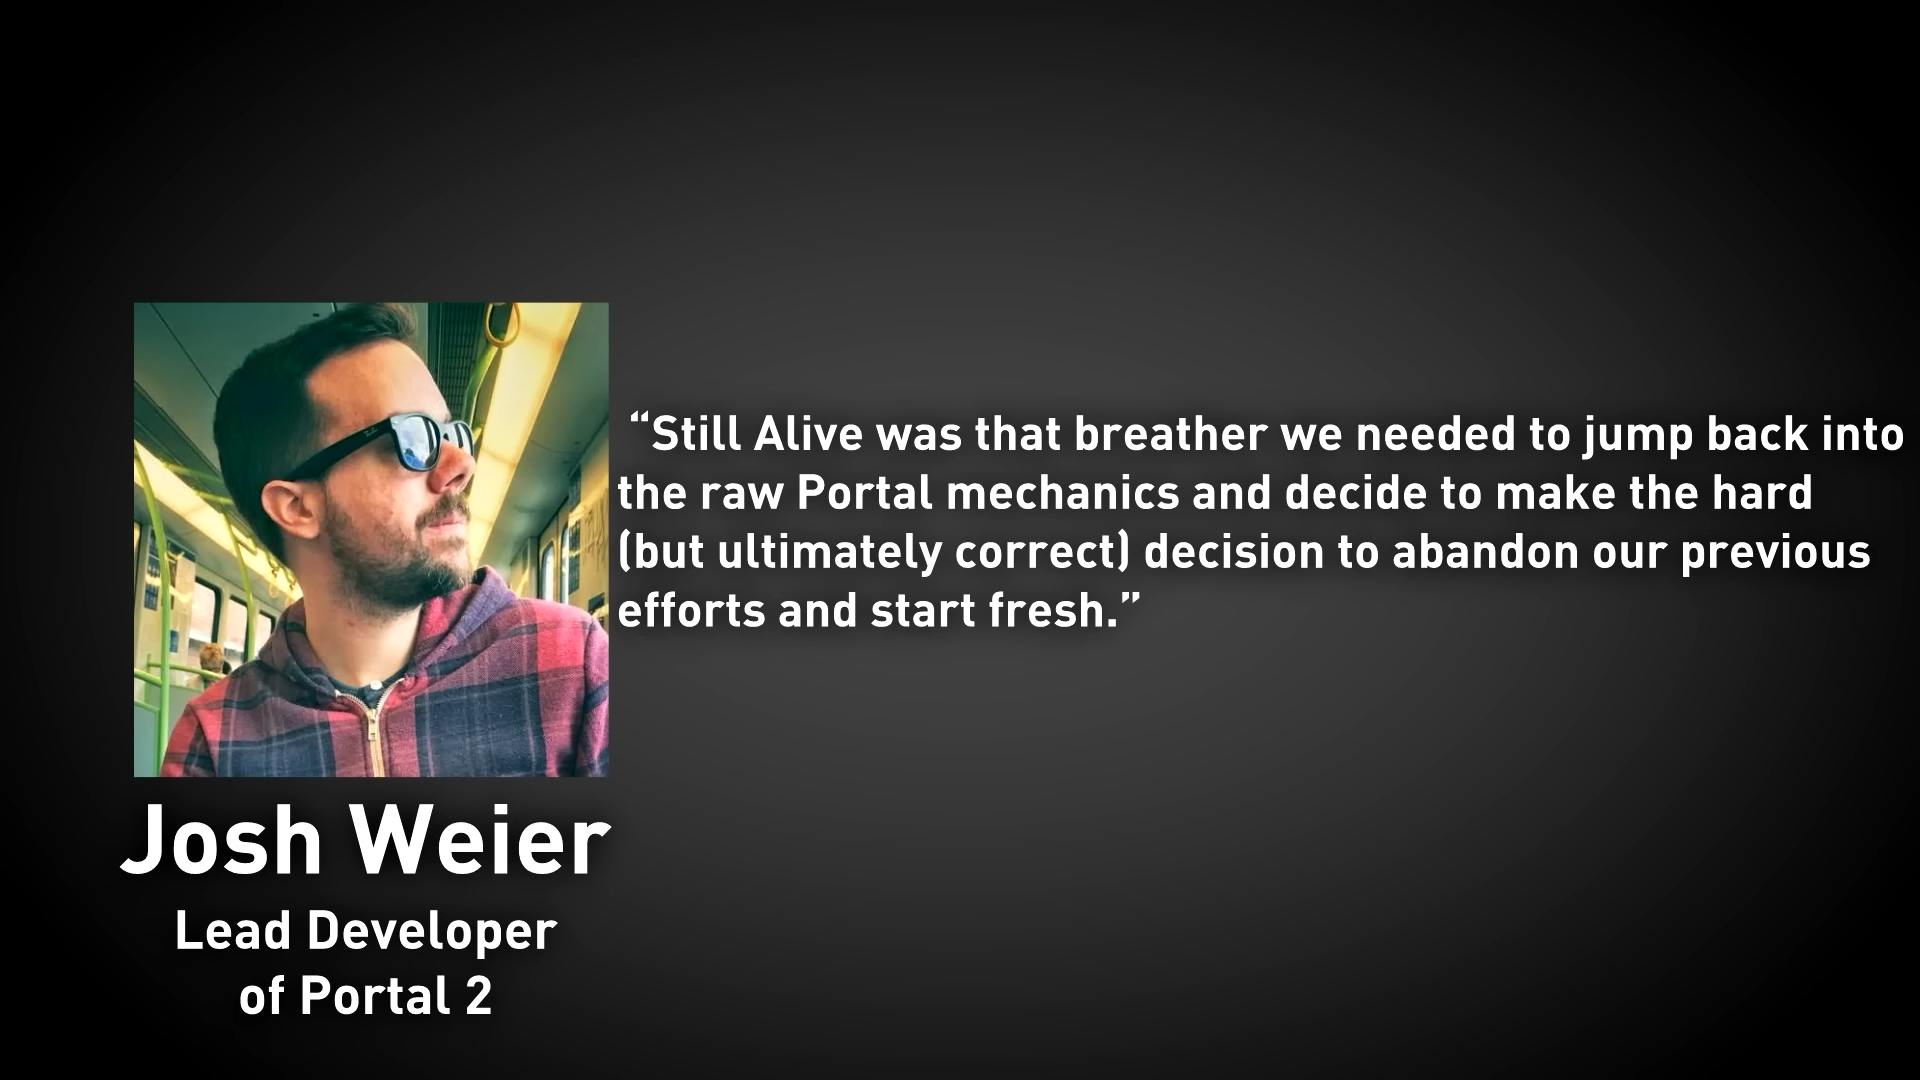 “Still Alive was that breather we needed to jump back into
the raw Portal mechanics and decide to make the hard
(but ultimately correct) decision to abandon our previous
efforts and start fresh.”
Josh Weier
Lead Developer
of Portal 2